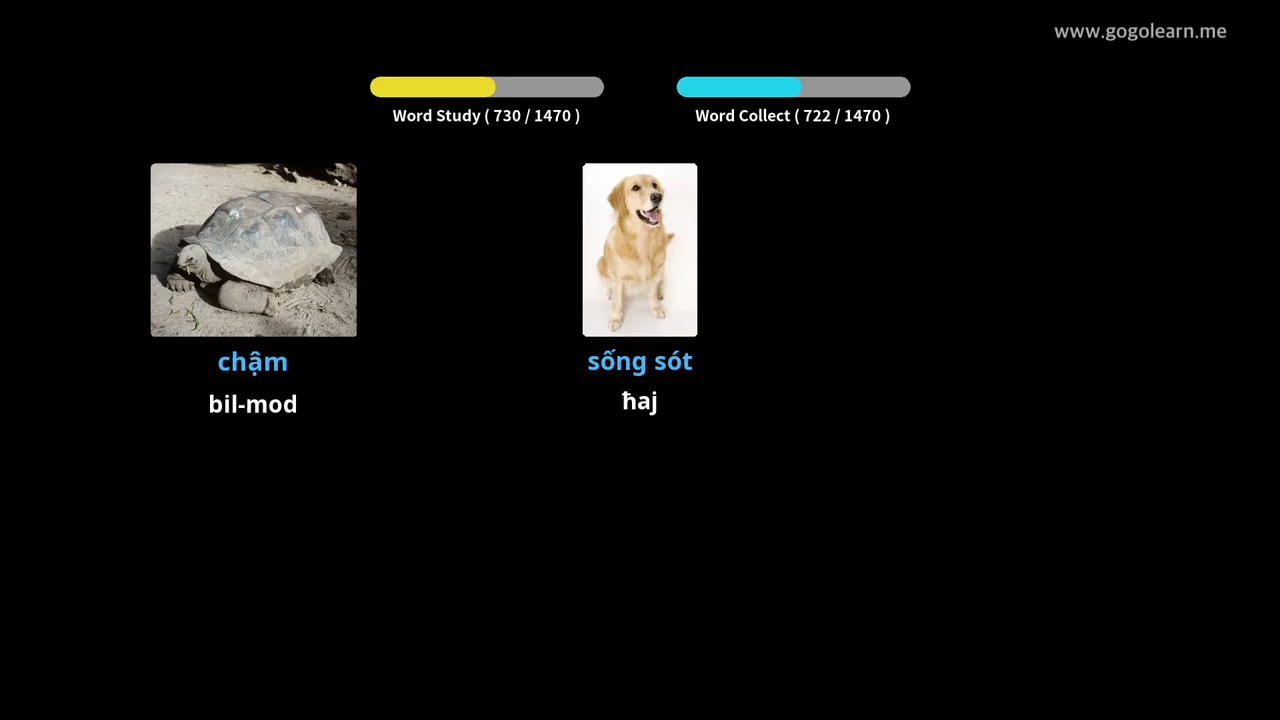 www.gogolearn.me
Word Study ( 730 / 1470 )
Word Collect ( 722 / 1470 )
chậm
bil-mod
sống sót
ħaj